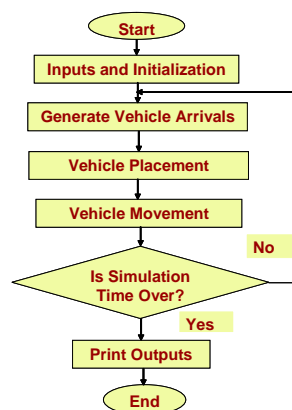 Start
Inputs and Initialization
Generate Vehicle Arrivals
Vehicle Placement
Vehicle Movement
No
Is Simulation
Time Over?
Yes
Print Outputs
End